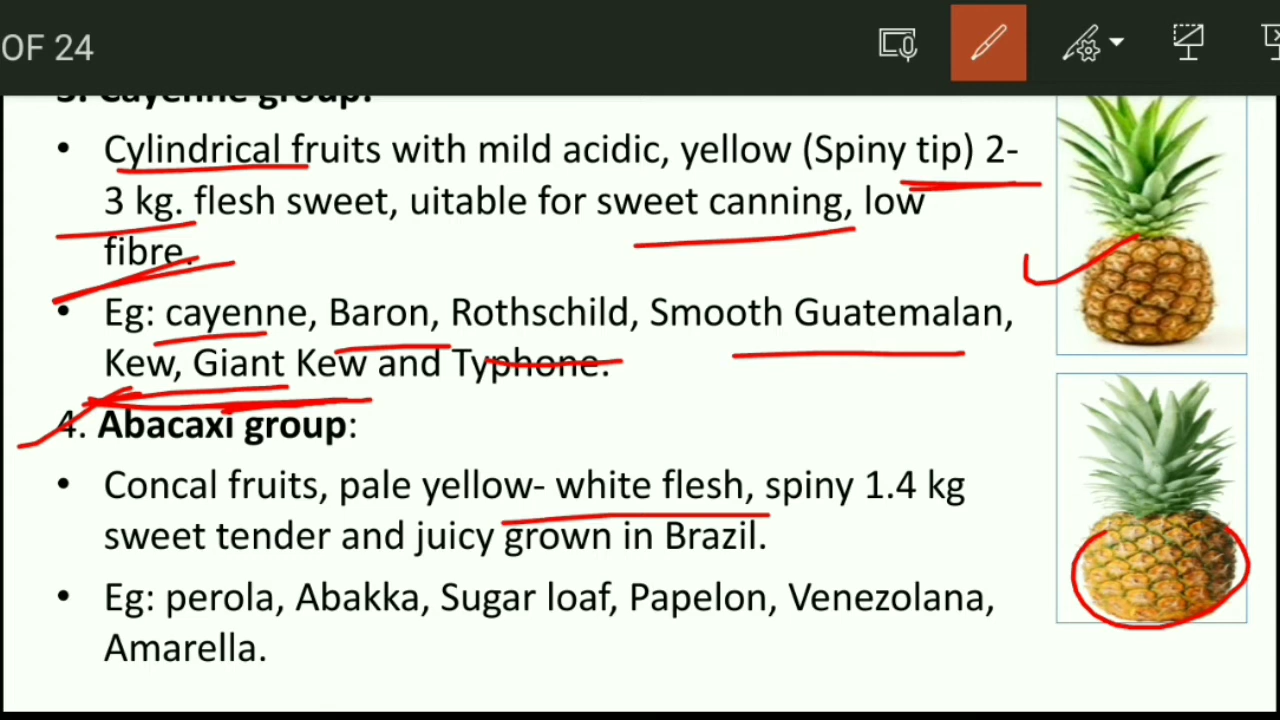 OF 24
3. Cayenne group:
• Cylindrical fruits with mild acidic, yellow (Spiny tip) 2-
3 kg. flesh sweet, uitable for sweet canning, low
fibre.
• Eg: cayenne, Baron, Rothschild, Smooth Guatemalan,
Kew, Giant Kew and Typhone.
4. Abacaxi group:
• Concal fruits, pale yellow- white flesh, spiny 1.4 kg
sweet tender and juicy grown in Brazil.
• Eg: perola, Abakka, Sugar loaf, Papelon, Venezolana,
Amarella.